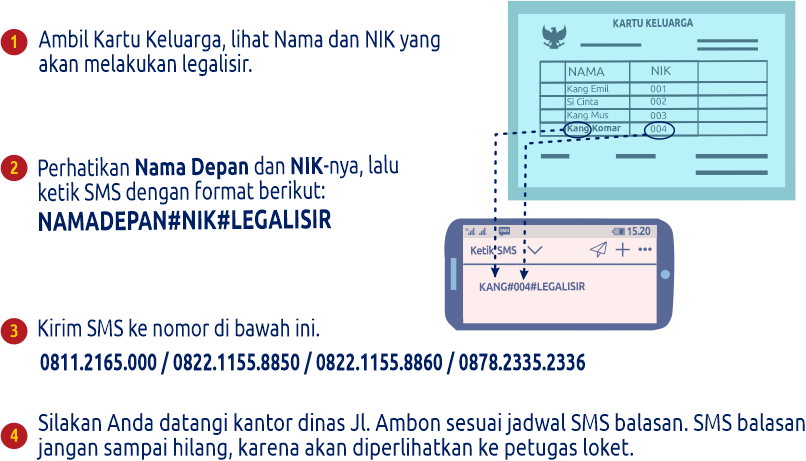 1 Ambil Kartu Keluarga, lihat Nama dan NIK yang
akan melakukan legalisir.
KARTU KELUARGA
NAMA NIK
Kang Emil 001
Si Cinta 002
Kang Mus 003
Kang Komar 004
2 Perhatikan Nama Depan dan NIK-nya, lalu
ketik SMS dengan format berikut:
NAMADEPAN#NIK#LEGALISIR
15.20
Ketik SMS
KANG#004#LEGALISIR
3 Kirim SMS ke nomor di bawah ini.
0811.2165.000 / 0822.1155.8850 / 0822.1155.8860 / 0878.2335.2336
4 Silakan Anda datangi kantor dinas Jl. Ambon sesuai jadwal SMS balasan. SMS balasan
jangan sampai hilang, karena akan diperlihatkan ke petugas loket.